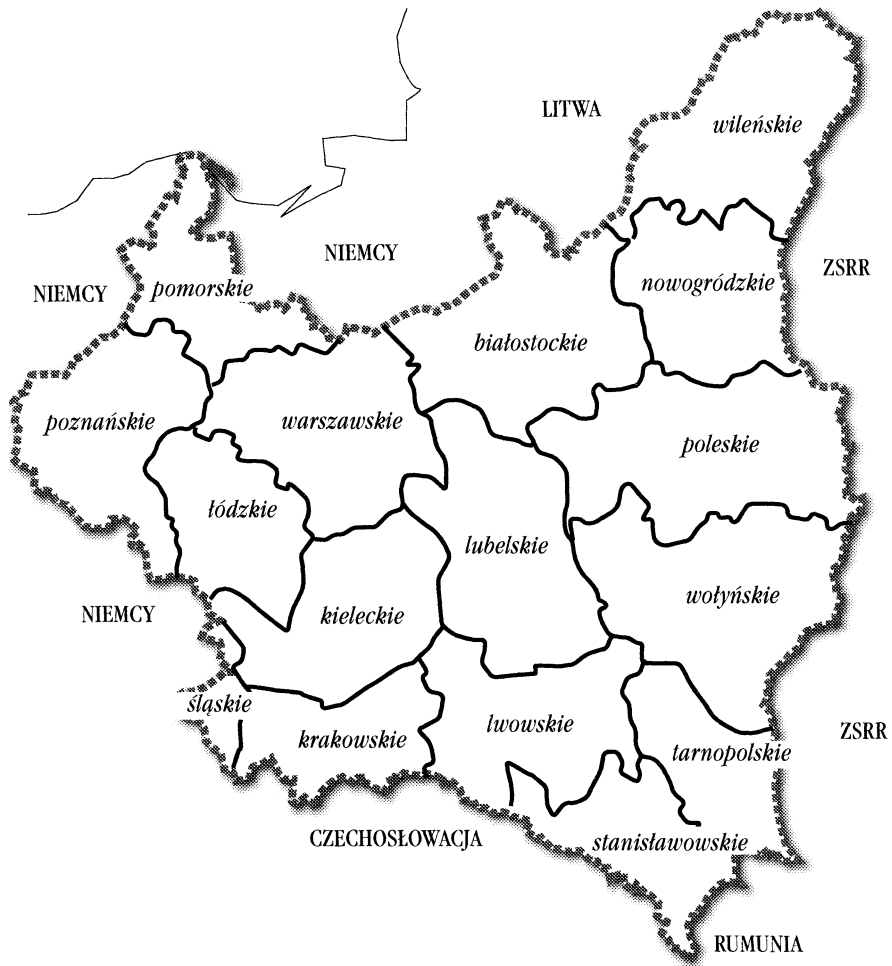 LITWA
wileńskie
NIEMCY
ZSRR
NIEMCY
pomorskie
nowogródzkie
białostockie
poznańskie
warszawskie
poleskie
łódzkie
lubelskie
NIEMCY
kieleckie
wołyńskie
śląskie
krakowskie
lwowskie
ZSRR
tarnopolskie
CZECHOSŁOWACJA
stanisławowskie
RUMUNIA